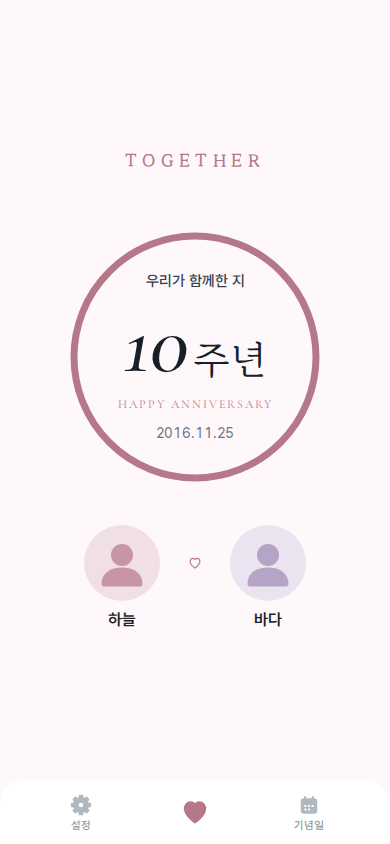 TOGETHER
우리가 함께한 지
10 주년
HAPPY ANNIVERSARY
2016.11.25
하늘
바다
설정
기념일